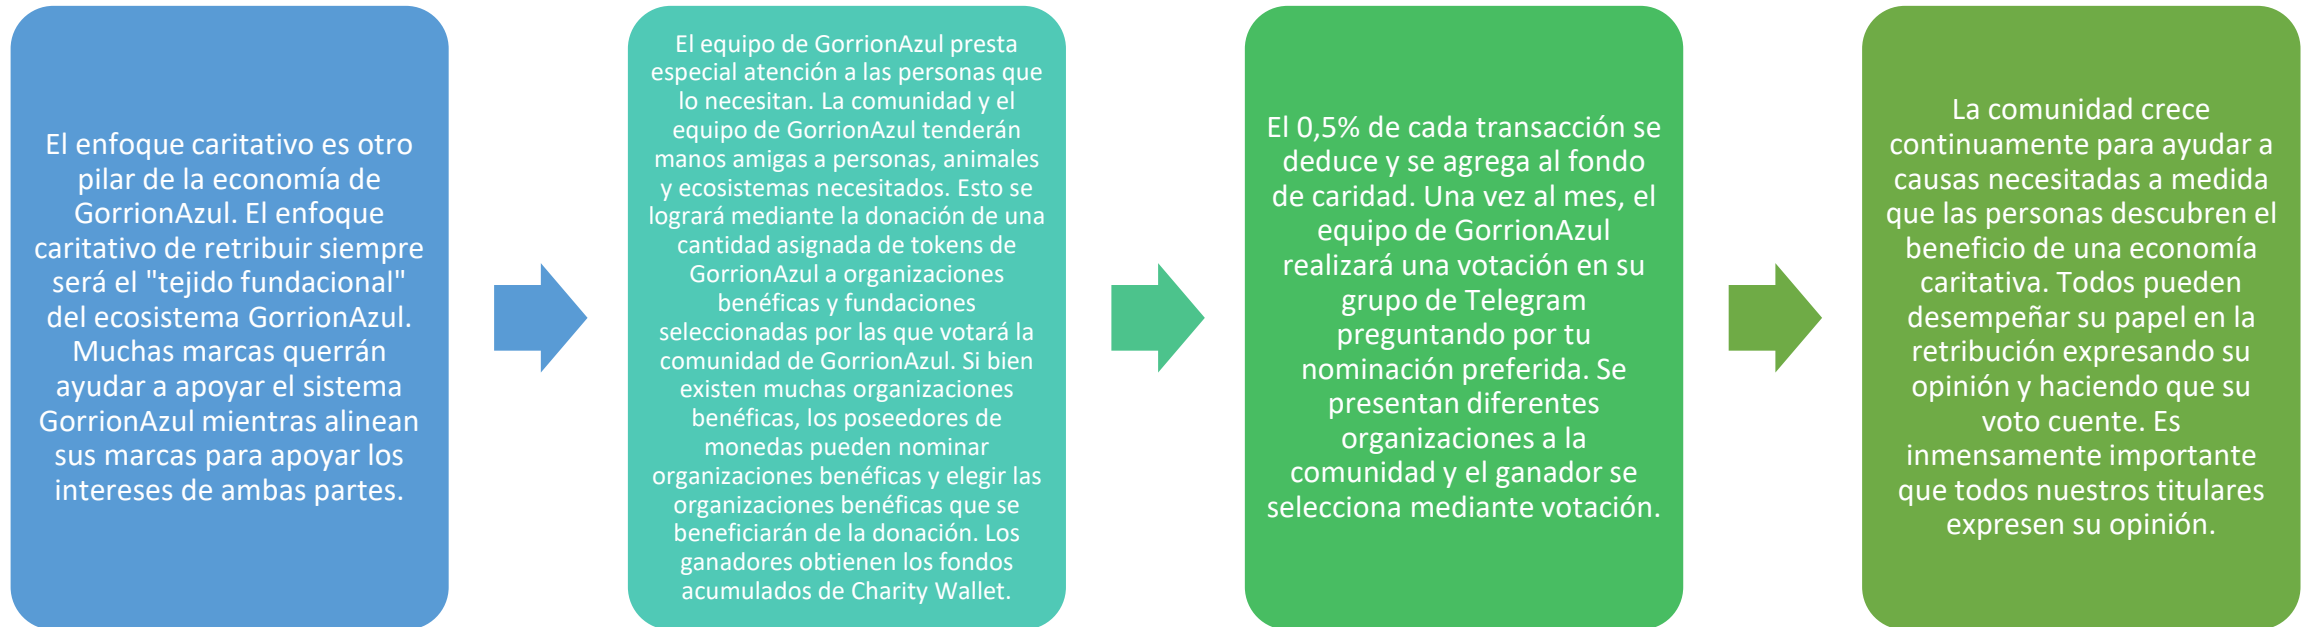 El enfoque caritativo es otro
pilar de la economía de
GorrionAzul. El enfoque
caritativo de retribuir siempre
será el "tejido fundacional"
del ecosistema GorrionAzul.
Muchas marcas querrán
ayudar a apoyar el sistema
GorrionAzul mientras alinean
sus marcas para apoyar los
intereses de ambas partes.
El equipo de GorrionAzul presta
especial atención a las personas que
lo necesitan. La comunidad y el
equipo de GorrionAzul tenderán
manos amigas a personas, animales
y ecosistemas necesitados. Esto se
logrará mediante la donación de una
cantidad asignada de tokens de
GorrionAzul a organizaciones
benéficas y fundaciones
seleccionadas por las que votará la
comunidad de GorrionAzul. Si bien
existen muchas organizaciones
benéficas, los poseedores de
monedas pueden nominar
organizaciones benéficas y elegir las
organizaciones benéficas que se
beneficiarán de la donación. Los
ganadores obtienen los fondos
acumulados de Charity Wallet.
El 0,5% de cada transacción se
deduce y se agrega al fondo
de caridad. Una vez al mes, el
equipo de GorrionAzul
realizará una votación en su
grupo de Telegram
preguntando por tu
nominación preferida. Se
presentan diferentes
organizaciones a la
comunidad y el ganador se
selecciona mediante votación.
La comunidad crece
continuamente para ayudar a
causas necesitadas a medida
que las personas descubren el
beneficio de una economía
caritativa. Todos pueden
desempeñar su papel en la
retribución expresando su
opinión y haciendo que su
voto cuente. Es
inmensamente importante
que todos nuestros titulares
expresen su opinión.